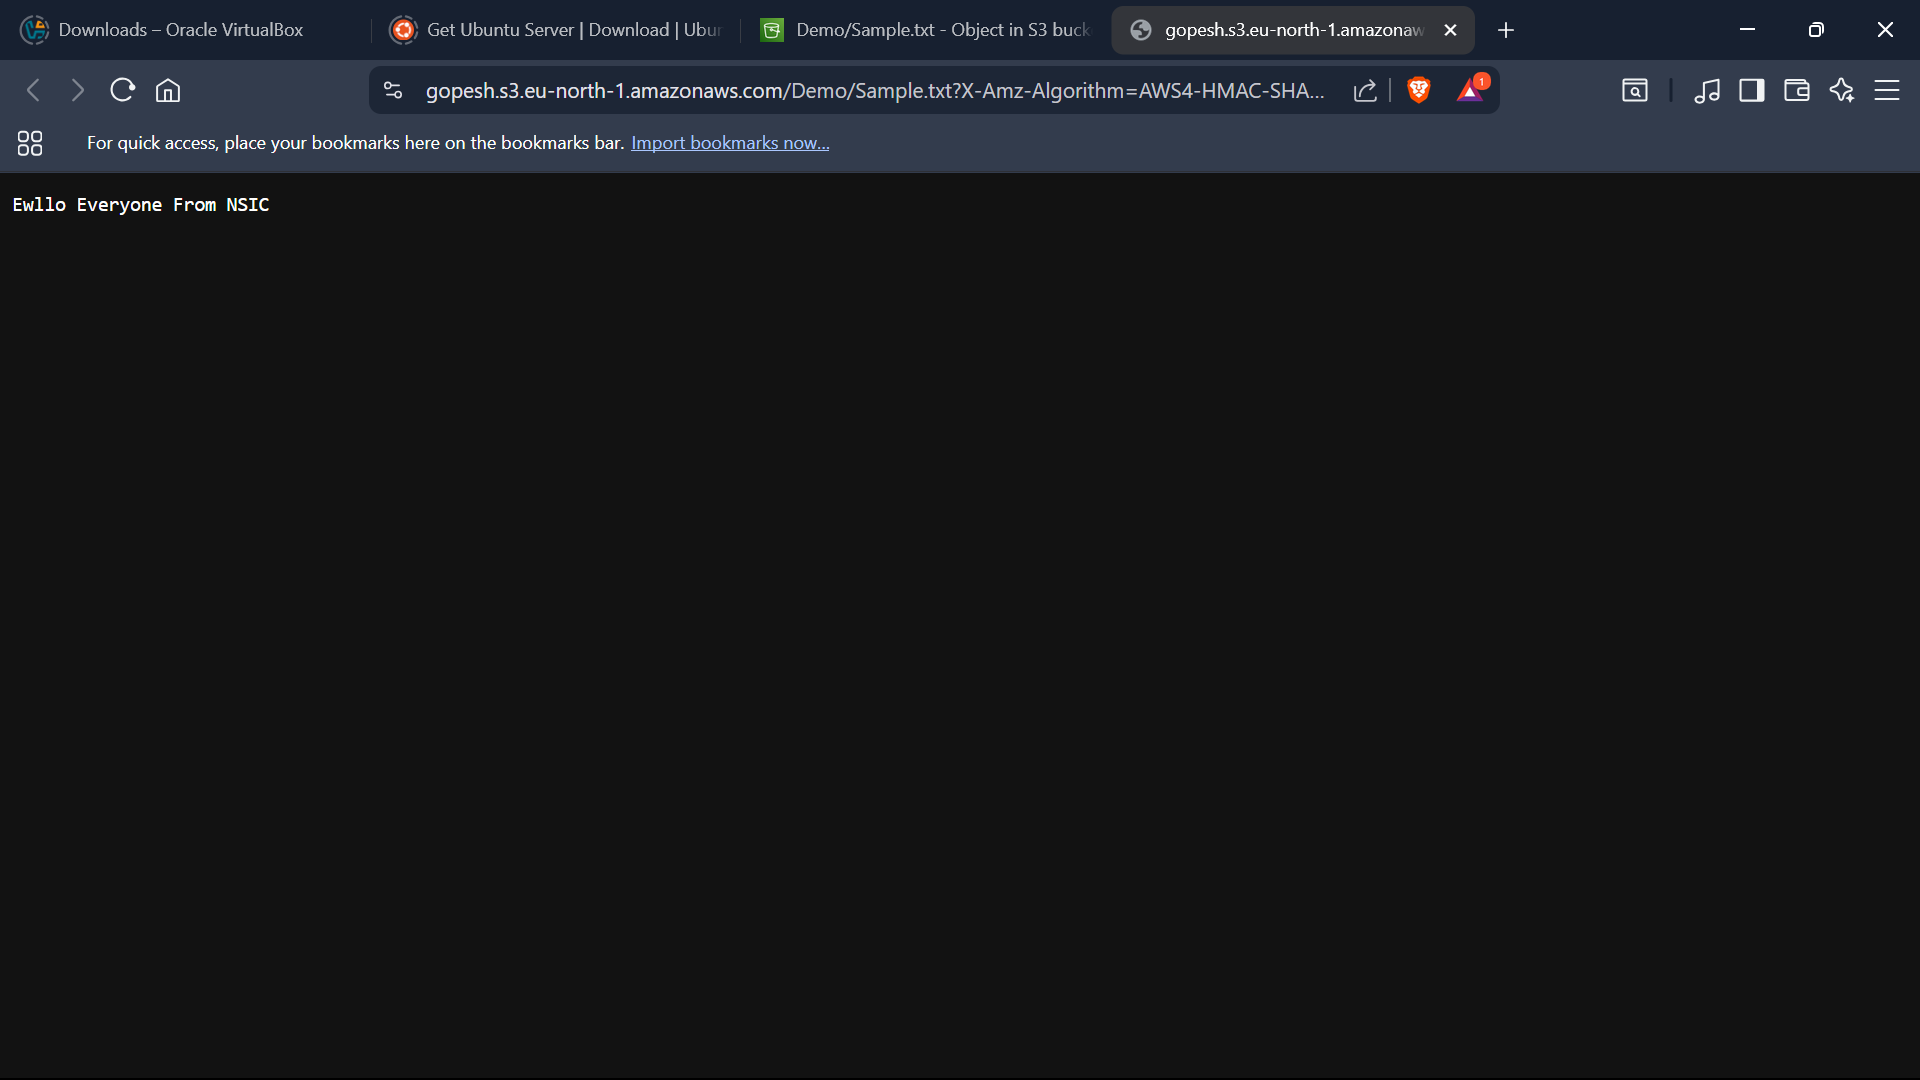 Downloads – Oracle VirtualBox
Get Ubuntu Server | Download | Ubun
Demo/Sample.txt - Object in S3 buck
gopesh.s3.eu-north-1.amazonaw
gopesh.s3.eu-north-1.amazonaws.com/Demo/Sample.txt?X-Amz-Algorithm=AWS4-HMAC-SHA...
1
For quick access, place your bookmarks here on the bookmarks bar. Import bookmarks now...
Ewllo Everyone From NSIC